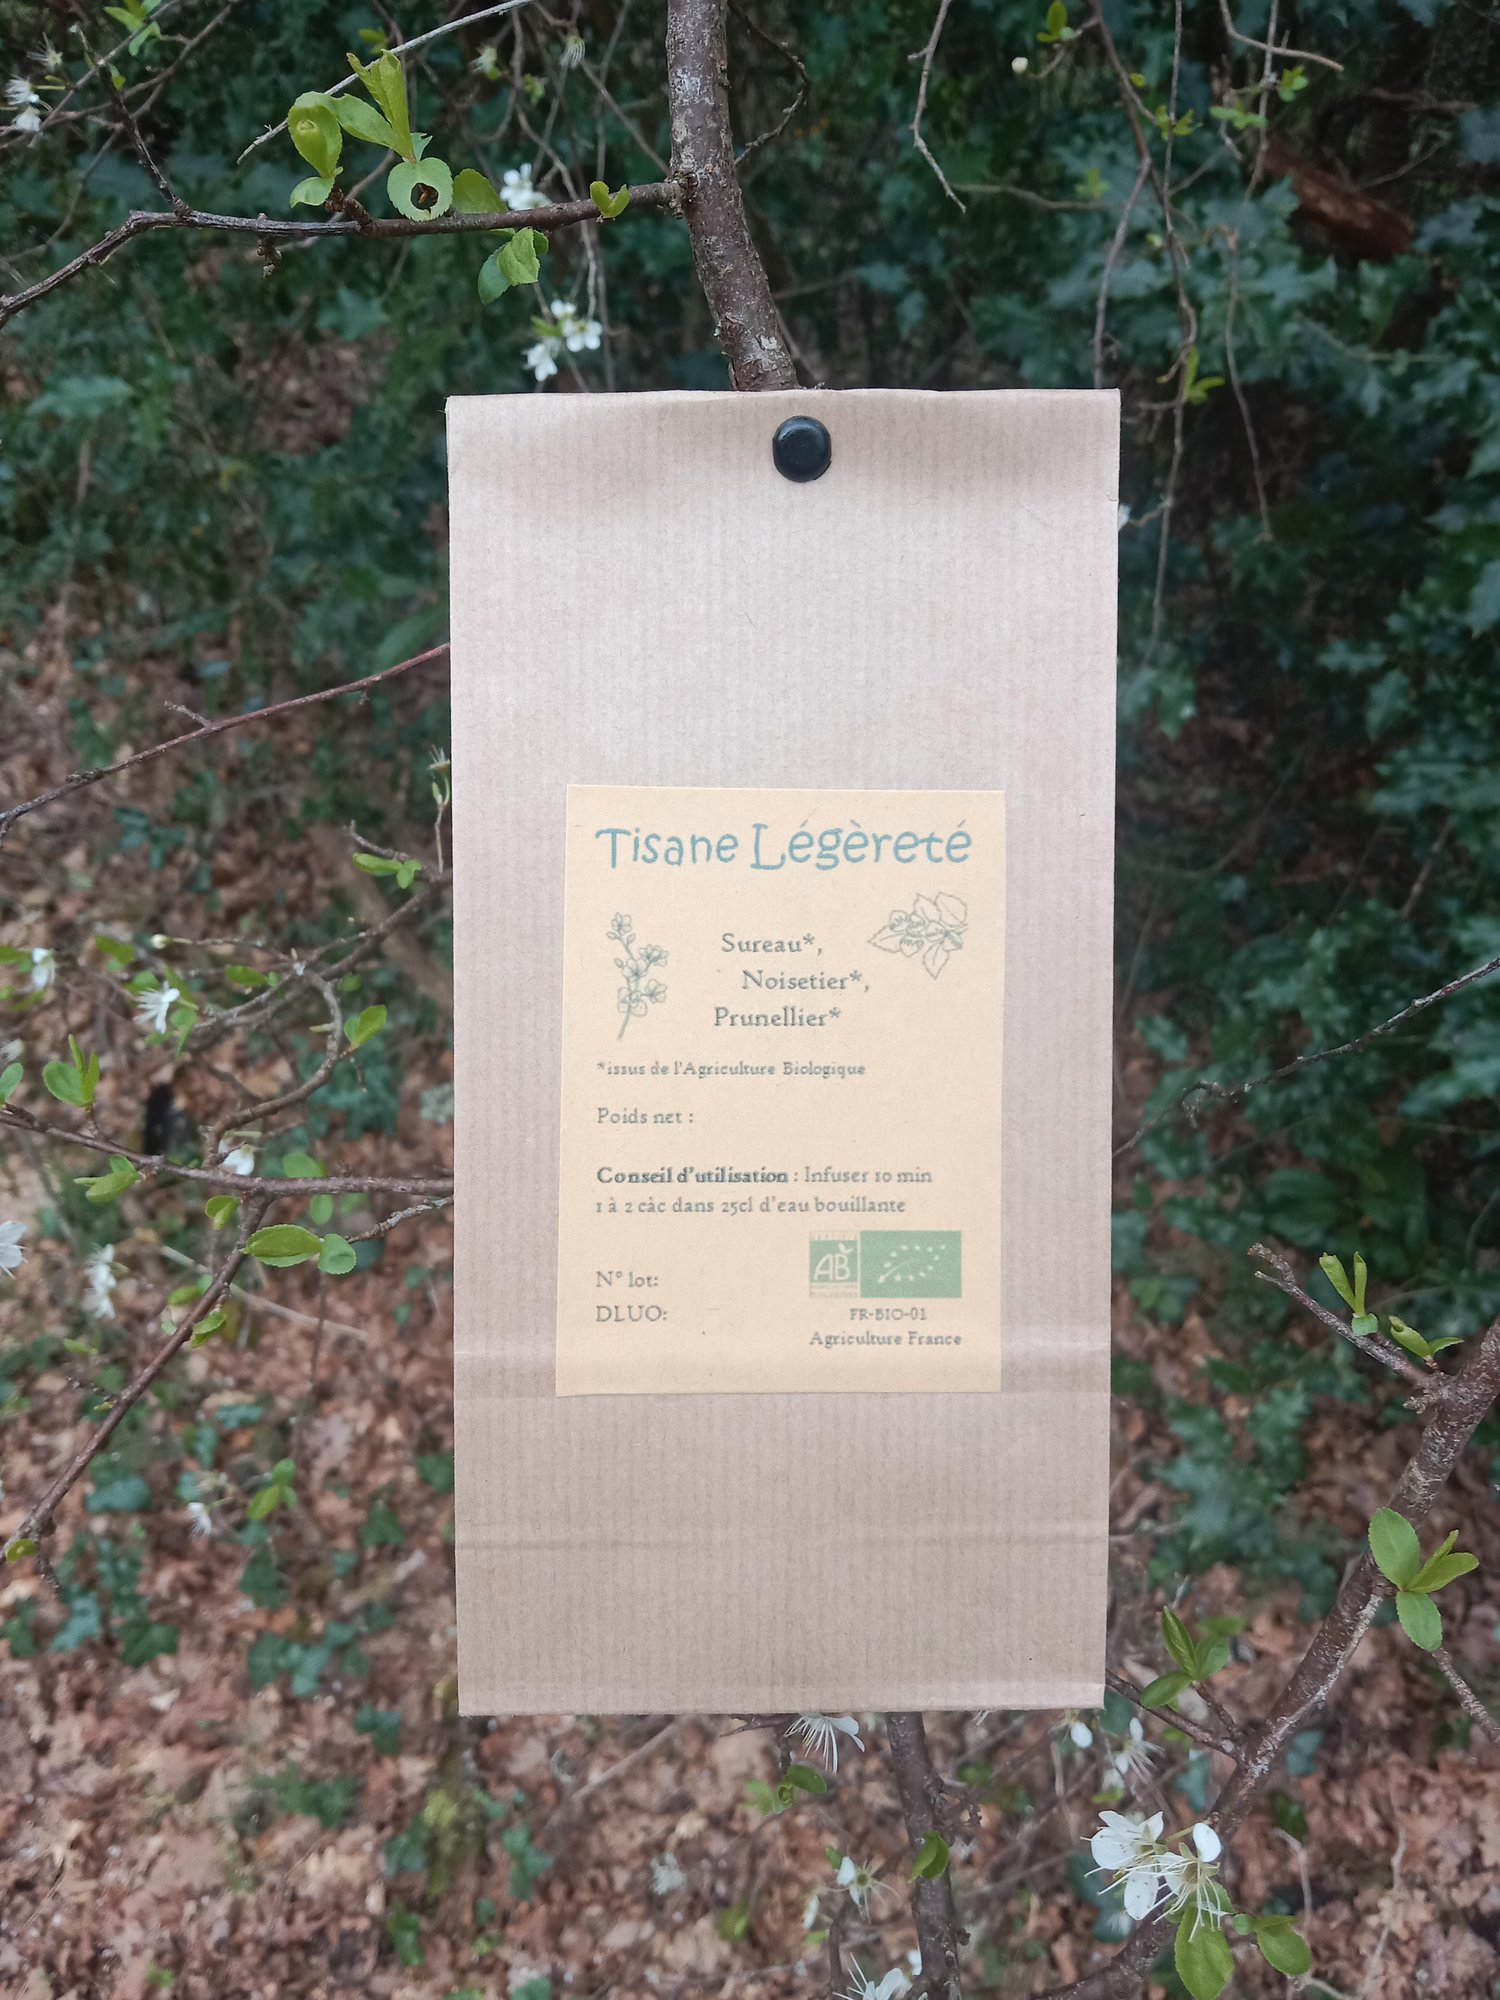 Tisane Légèreté
Sureau*,
Noisetier*,
Prunellier*
*issus de l'Agriculture Biologique
Poids net :
Conseil d'utilisation : Infuser 10 min
1 à 2 càc dans 25cl d'eau bouillante
AB
N° lot:
DLUO:
FR-BIO-01
Agriculture France